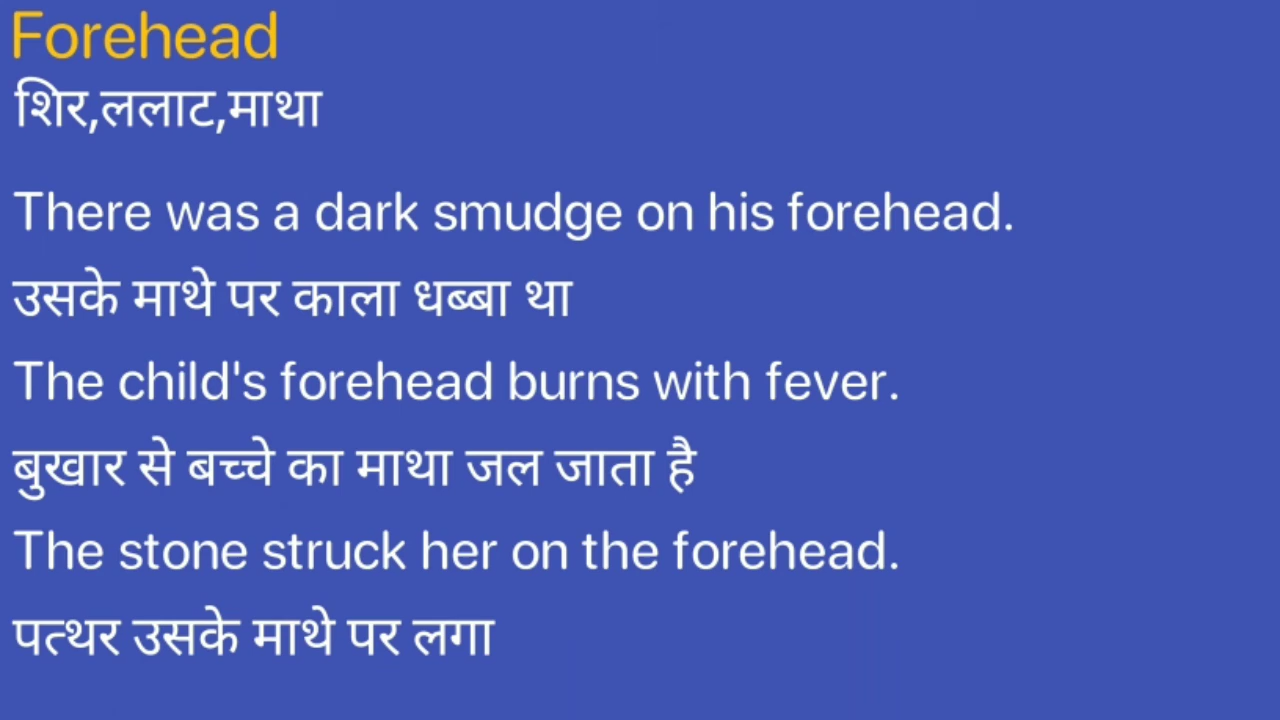 Forehead
शिर,ललाट,माथा
There was a dark smudge on his forehead.
उसके माथे पर काला धब्बा था
The child's forehead burns with fever.
बुखार से बच्चे का माथा जल जाता है
The stone struck her on the forehead.
पत्थर उसके माथे पर लगा